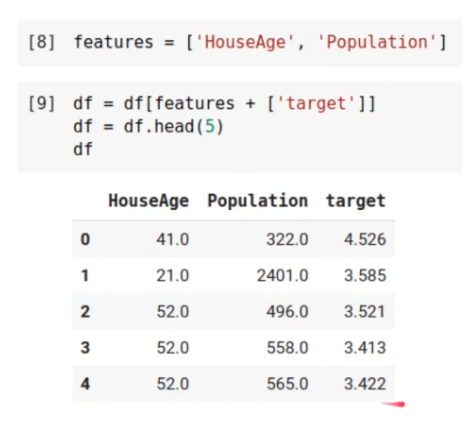 [8] features = ['HouseAge', 'Population']
[9] df = df[features + ['target']]
df = df.head(5)
df
HouseAge Population target
0 41.0 322.0 4.526
1 21.0 2401.0 3.585
2 52.0 496.0 3.521
3 52.0 558.0 3.413
4 52.0 565.0 3.422